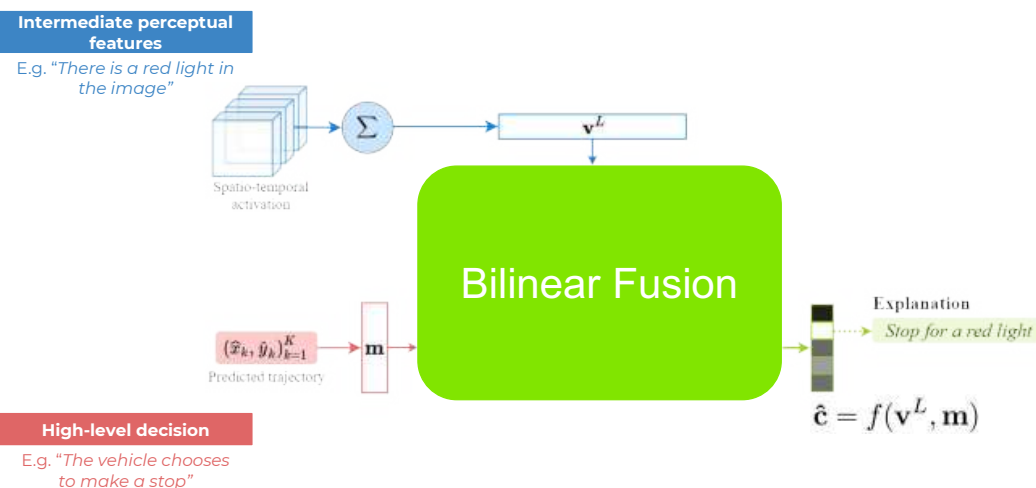 Intermediate perceptual
features
E.g. “There is a red light in
the image”
Σ
v^L
Spatio-temporal
activation
Bilinear Fusion
Explanation
Stop for a red light
(x̂_k, ŷ_k)_{k=1}^K
m
Predicted trajectory
ĉ = f(v^L, m)
High-level decision
E.g. “The vehicle chooses
to make a stop”